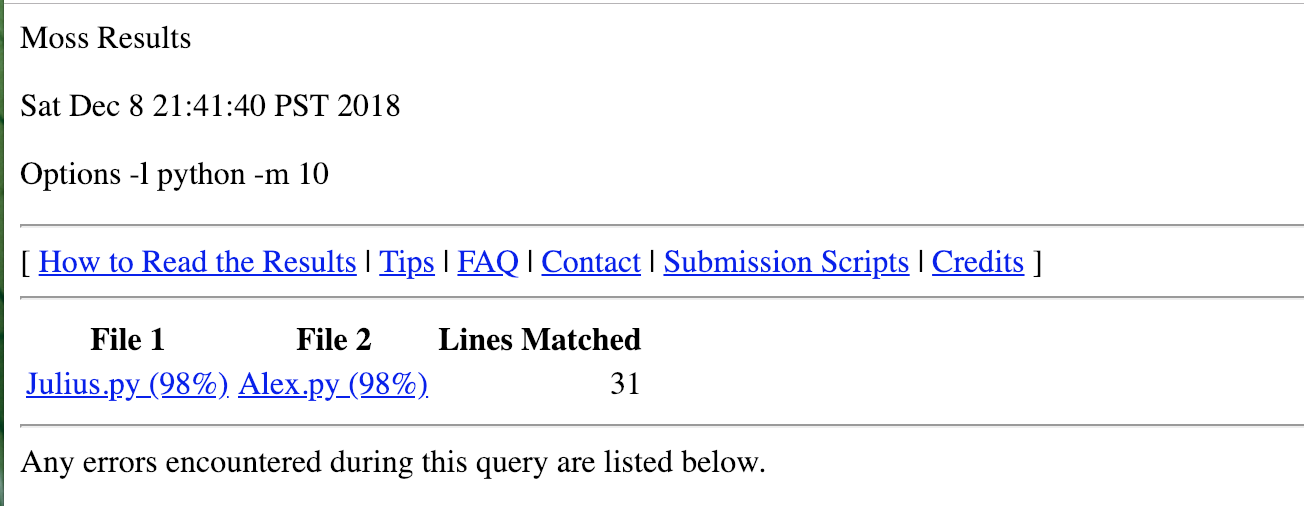 Moss Results
Sat Dec 8 21:41:40 PST 2018
Options -l python -m 10
[ How to Read the Results | Tips | FAQ | Contact | Submission Scripts | Credits ]
File 1 File 2 Lines Matched
Julius.py (98%) Alex.py (98%) 31
Any errors encountered during this query are listed below.